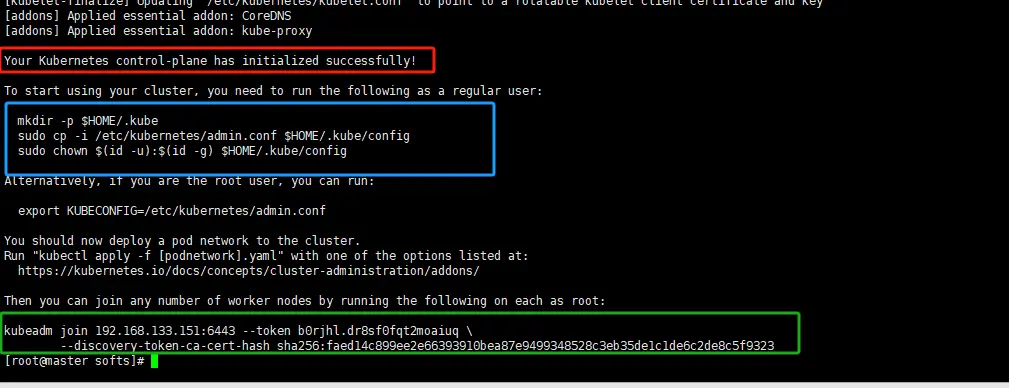 [kubelet-finalize] Updating "/etc/kubernetes/kubelet.conf" to point to a rotatable kubelet client certificate and key
[addons] Applied essential addon: CoreDNS
[addons] Applied essential addon: kube-proxy
Your Kubernetes control-plane has initialized successfully!
To start using your cluster, you need to run the following as a regular user:
mkdir -p $HOME/.kube
sudo cp -i /etc/kubernetes/admin.conf $HOME/.kube/config
sudo chown $(id -u):$(id -g) $HOME/.kube/config
Alternatively, if you are the root user, you can run:
export KUBECONFIG=/etc/kubernetes/admin.conf
You should now deploy a pod network to the cluster.
Run "kubectl apply -f [podnetwork].yaml" with one of the options listed at:
https://kubernetes.io/docs/concepts/cluster-administration/addons/
Then you can join any number of worker nodes by running the following on each as root:
kubeadm join 192.168.133.151:6443 --token b0rjhl.dr8sf0fqt2moaiuq \
--discovery-token-ca-cert-hash sha256:faed14c899ee2e66393910bea87e9499348528c3eb35de1c1de6c2de8c5f9323
[root@master softs]#